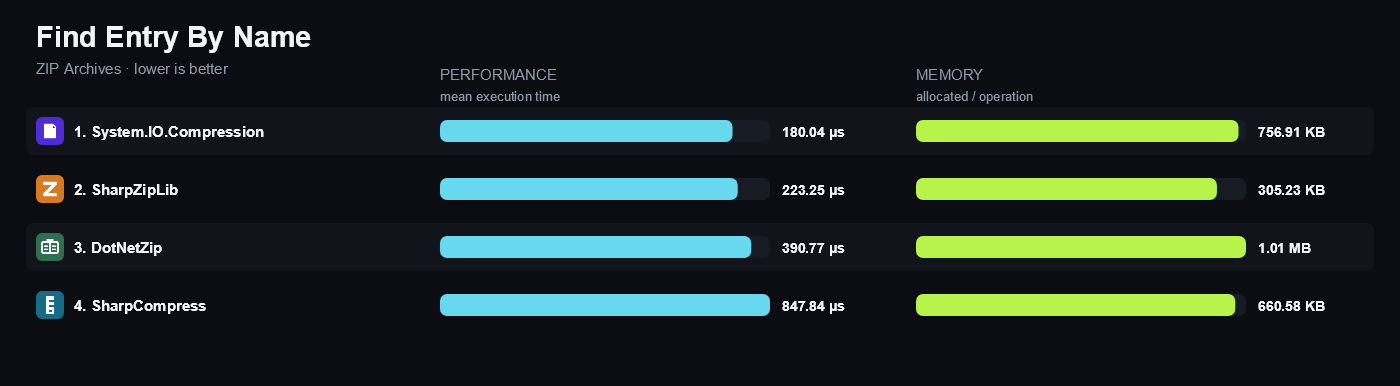 Find Entry By Name
ZIP Archives · lower is better
PERFORMANCE
mean execution time
MEMORY
allocated / operation
1. System.IO.Compression 180.04 µs 756.91 KB
2. SharpZipLib 223.25 µs 305.23 KB
3. DotNetZip 390.77 µs 1.01 MB
4. SharpCompress 847.84 µs 660.58 KB